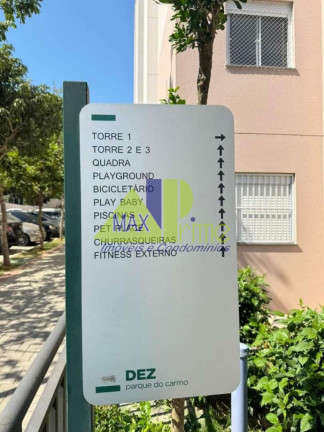 TORRE 1 →
TORRE 2 E 3 ↑
QUADRA ↑
PLAYGROUND ↑
BICICLETÁRIO ↑
PLAY BABY ↑
PISCINAS ↑
PET PLACE ↑
CHURRASQUEIRAS ↑
FITNESS EXTERNO ↑
MAX Prime
Imóveis e Condomínios
DEZ
parque do carmo